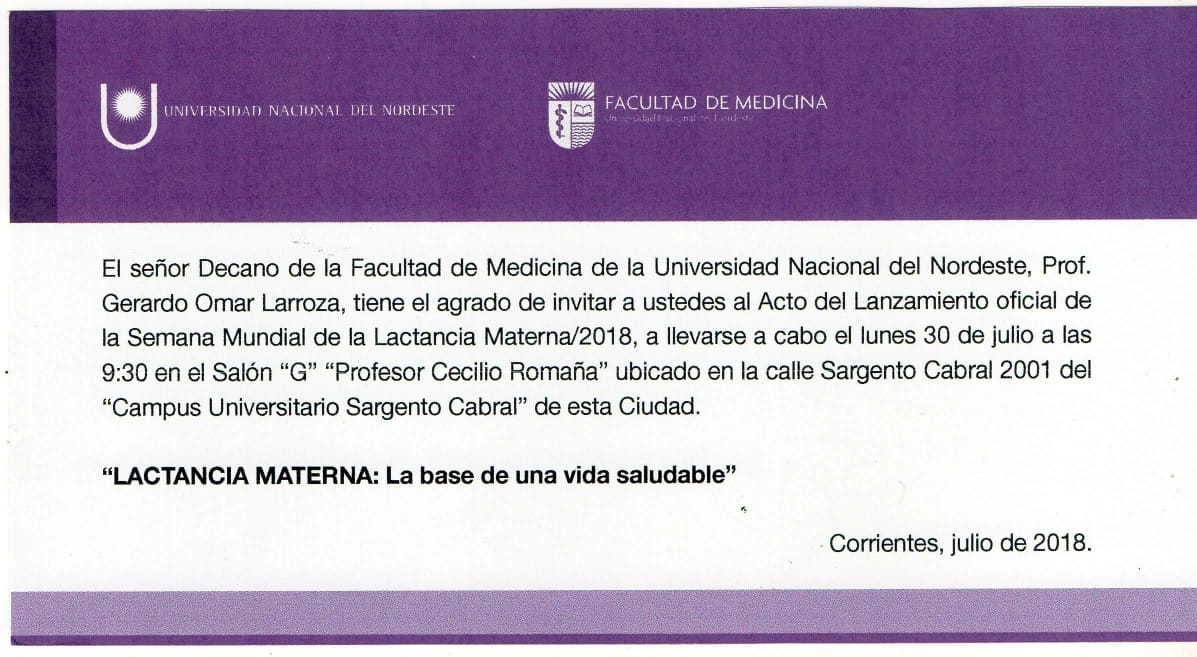 UNIVERSIDAD NACIONAL DEL NORDESTE
FACULTAD DE MEDICINA
Universidad Nacional del Nordeste
El señor Decano de la Facultad de Medicina de la Universidad Nacional del Nordeste, Prof.
Gerardo Omar Larroza, tiene el agrado de invitar a ustedes al Acto del Lanzamiento oficial de
la Semana Mundial de la Lactancia Materna/2018, a llevarse a cabo el lunes 30 de julio a las
9:30 en el Salón “G” “Profesor Cecilio Romaña” ubicado en la calle Sargento Cabral 2001 del
“Campus Universitario Sargento Cabral” de esta Ciudad.
“LACTANCIA MATERNA: La base de una vida saludable”
Corrientes, julio de 2018.